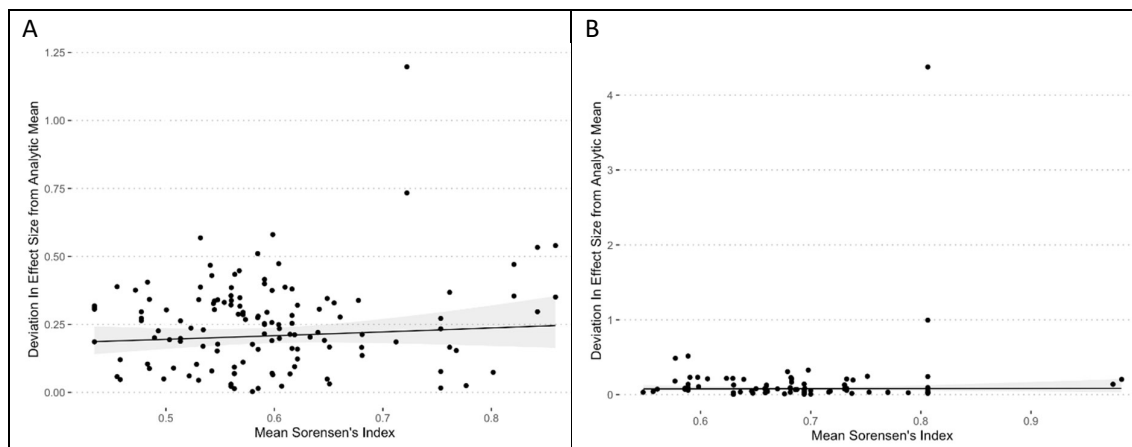 A
Deviation In Effect Size from Analytic Mean
1.25
1.00
0.75
0.50
0.25
0.00
0.5 0.6 0.7 0.8
Mean Sorensen's Index
B
Deviation In Effect Size from Analytic Mean
4
3
2
1
0
0.6 0.7 0.8 0.9
Mean Sorensen's Index